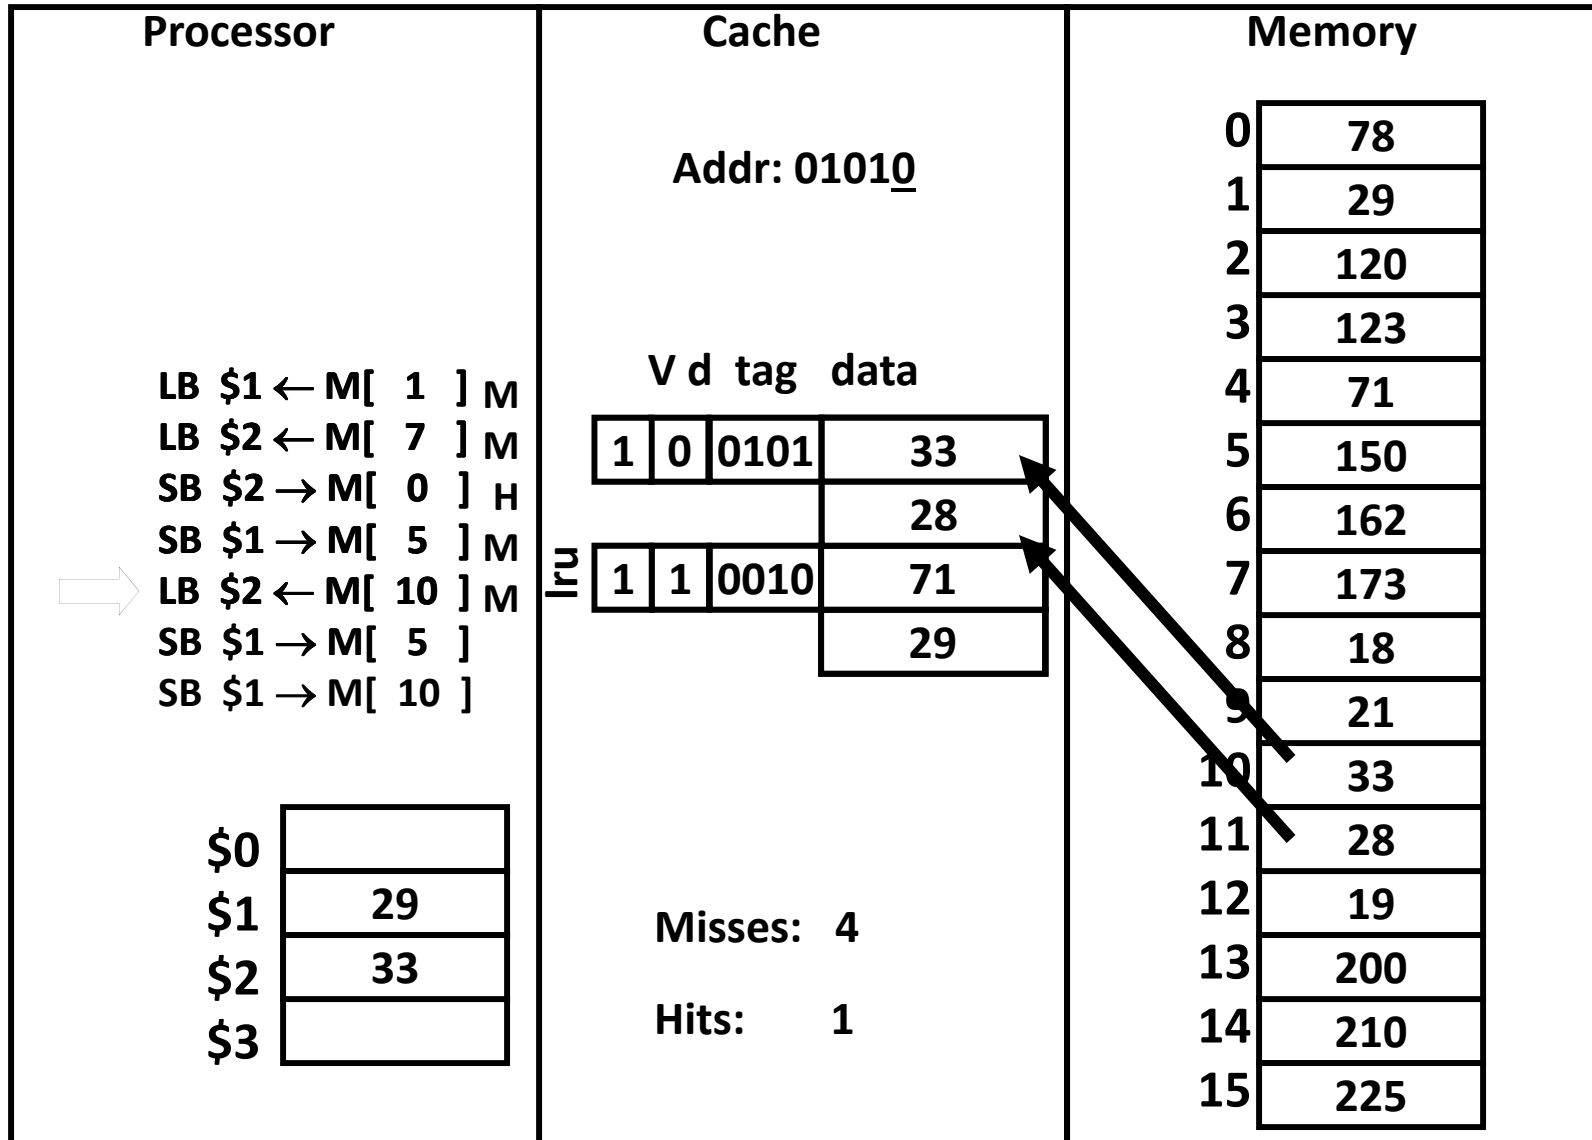 Processor
LB $1 ← M[ 1 ] M
LB $2 ← M[ 7 ] M
SB $2 → M[ 0 ] H
SB $1 → M[ 5 ] M
LB $2 ← M[ 10 ] M
SB $1 → M[ 5 ]
SB $1 → M[ 10 ]
$0
$1 29
$2 33
$3
Cache
Addr: 01010
V d tag data
1 0 0101 33
28
lru 1 1 0010 71
29
Misses: 4
Hits: 1
Memory
0 78
1 29
2 120
3 123
4 71
5 150
6 162
7 173
8 18
9 21
10 33
11 28
12 19
13 200
14 210
15 225